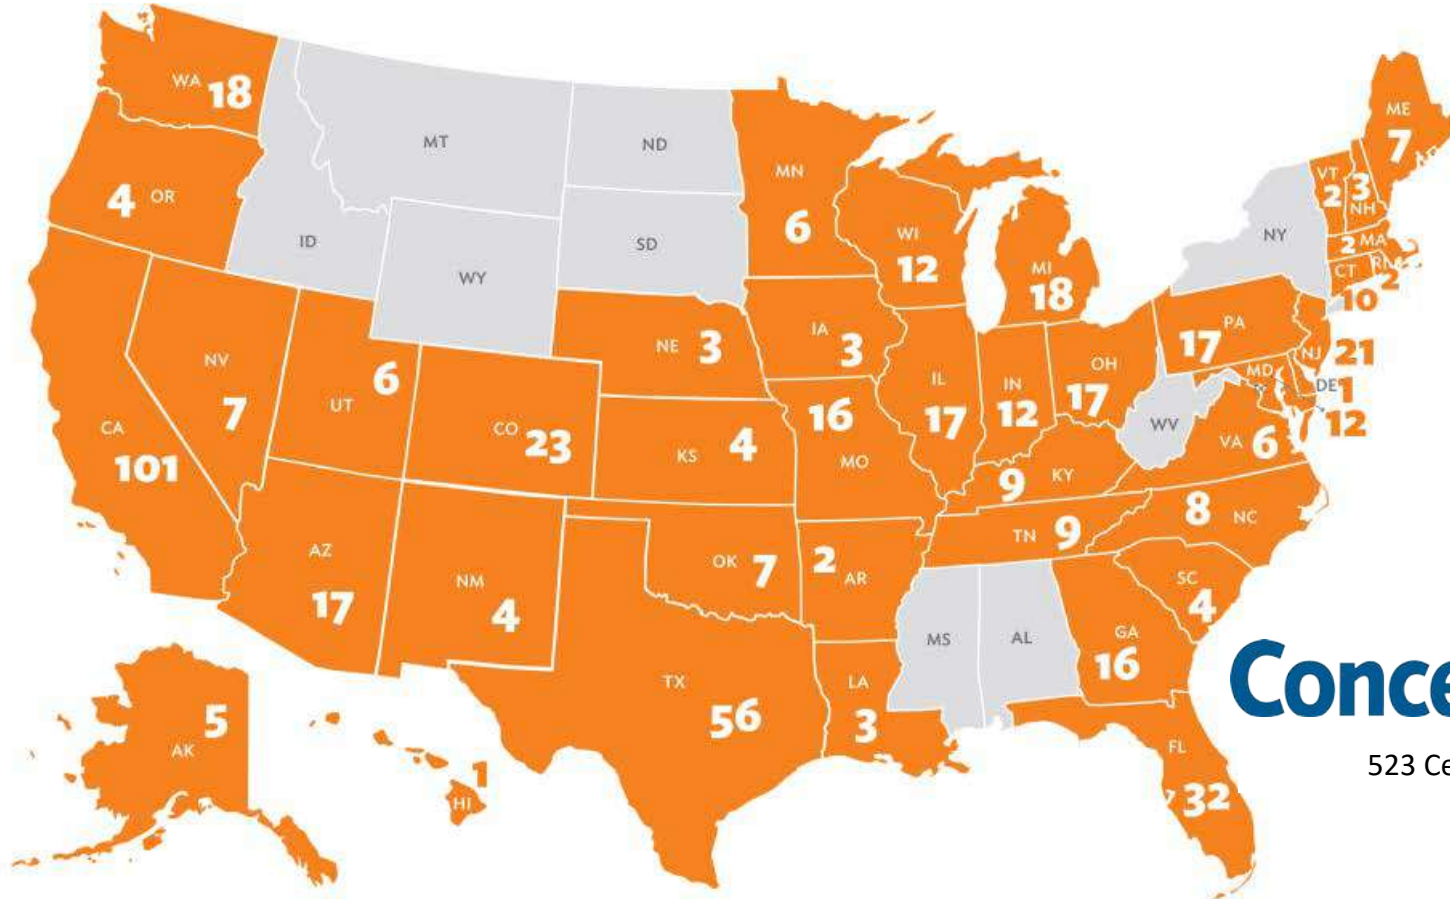 WA 18
MT
ND
ME
7
4 OR
ID
WY
SD
MN
6
WI
12
MI
18
NY
VT
2
3
NH
2 MA
CT
RI
2
10
NV
7
UT
6
CO 23
NE 3
KS 4
IA
3
16
MO
IL
17
IN
12
OH
17
PA
17
NJ 21
MD
DE 1
12
WV
VA 6
CA
101
AZ
17
NM
4
OK 7
2
AR
9 KY
TN 9
8 NC
SC
4
MS
AL
GA
16
TX
56
LA
3
FL
32
5
AK
1
HI
Conce
523 Ce